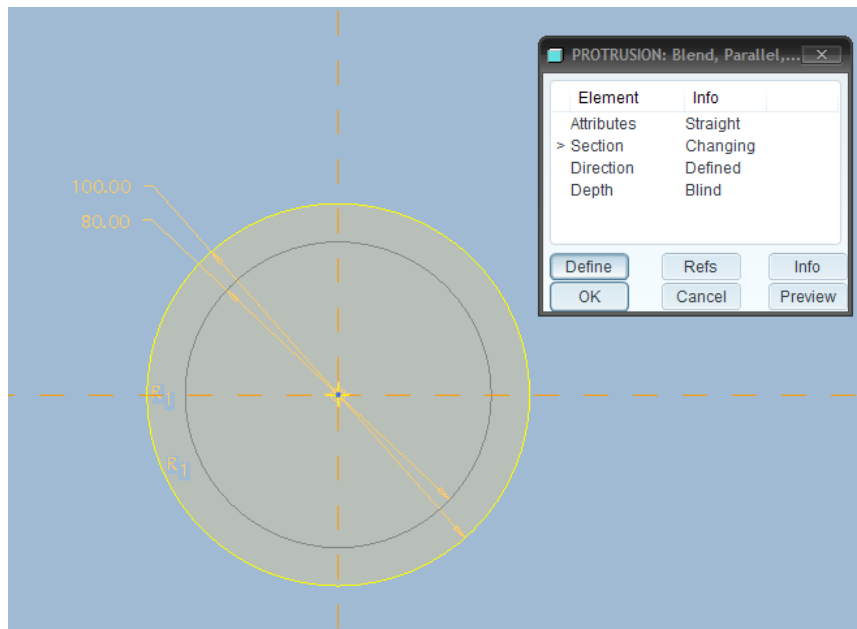 PROTRUSION: Blend, Parallel,...
Element Info
Attributes Straight
> Section Changing
Direction Defined
Depth Blind
Define Refs Info
OK Cancel Preview
100.00
80.00
R1
R1